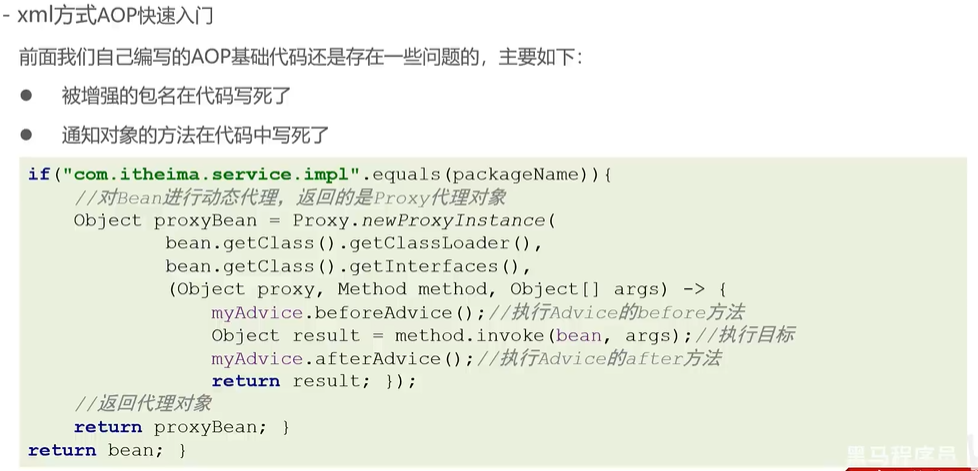 - xml方式AOP快速入门
前面我们自己编写的AOP基础代码还是存在一些问题的，主要如下：
● 被增强的包名在代码写死了
● 通知对象的方法在代码中写死了
if("com.itheima.service.impl".equals(packageName)){
    //对Bean进行动态代理，返回的是Proxy代理对象
    Object proxyBean = Proxy.newProxyInstance(
            bean.getClass().getClassLoader(),
            bean.getClass().getInterfaces(),
            (Object proxy, Method method, Object[] args) -> {
                myAdvice.beforeAdvice();//执行Advice的before方法
                Object result = method.invoke(bean, args);//执行目标
                myAdvice.afterAdvice();//执行Advice的after方法
                return result; });
    //返回代理对象
    return proxyBean; }
return bean; }
黑马程序员